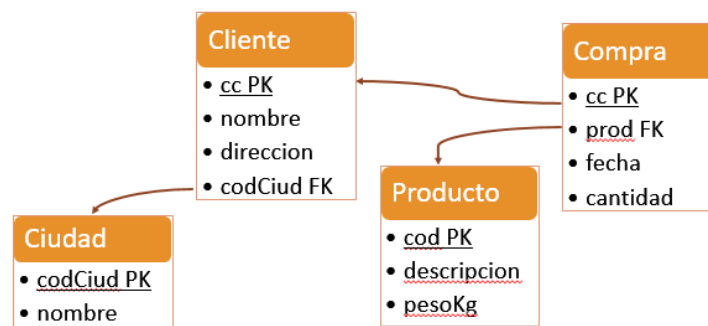 Cliente
cc PK
nombre
direccion
codCiud FK
Compra
cc PK
prod FK
fecha
cantidad
Producto
cod PK
descripcion
pesoKg
Ciudad
codCiud PK
nombre